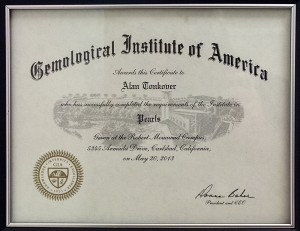 Gemological Institute of America
Awards this Certificate to
Alan Tonkover
who has successfully completed the requirements of the Institute in
Pearls
Given at the Robert Mouawad Campus,
5345 Armada Drive, Carlsbad, California,
on May 20, 2013
President and CEO